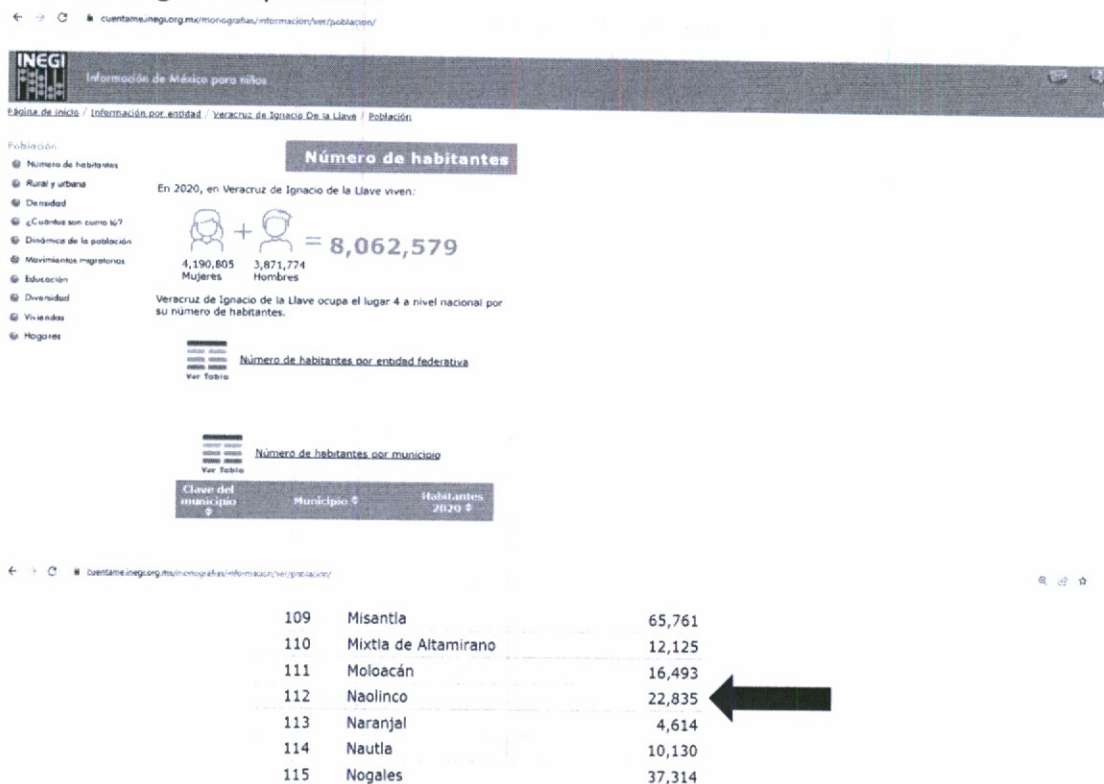 cuentame.inegi.org.mx/monografias/informacion/ver/poblacion/
INEGI
Información de México para niños
Página de inicio / Información por entidad / Veracruz de Ignacio De la Llave / Población
Población
Número de habitantes
Rural y urbana
Densidad
¿Cuántos son como tú?
Dinámica de la población
Movimientos migratorios
Educación
Diversidad
Viviendas
Hogares
Número de habitantes
En 2020, en Veracruz de Ignacio de la Llave viven:
+ = 8,062,579
4,190,805 3,871,774
Mujeres Hombres
Veracruz de Ignacio de la Llave ocupa el lugar 4 a nivel nacional por
su número de habitantes.
Ver Tabla
Número de habitantes por entidad federativa
Ver Tabla
Número de habitantes por municipio
Clave del municipio Municipio Habitantes 2020
cuentame.inegi.org.mx/monografias/informacion/ver/poblacion/
109 Misantla 65,761
110 Mixtla de Altamirano 12,125
111 Moloacán 16,493
112 Naolinco 22,835
113 Naranjal 4,614
114 Nautla 10,130
115 Nogales 37,314